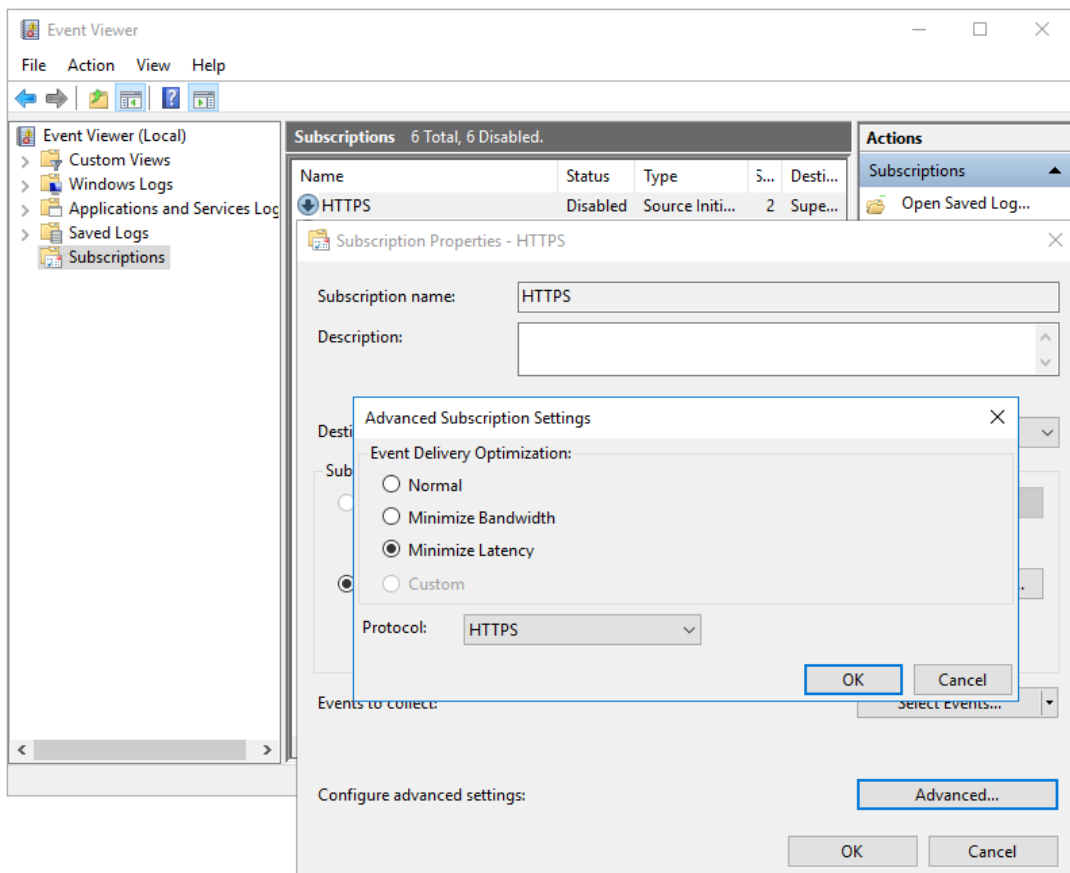 Event Viewer
File Action View Help
Event Viewer (Local)
Custom Views
Windows Logs
Applications and Services Log
Saved Logs
Subscriptions
Subscriptions 6 Total, 6 Disabled.
Name Status Type S... Desti...
HTTPS Disabled Source Initi... 2 Supe...
Actions
Subscriptions
Open Saved Log...
Subscription Properties - HTTPS
Subscription name: HTTPS
Description:
Desti
Sub
Advanced Subscription Settings
Event Delivery Optimization:
Normal
Minimize Bandwidth
Minimize Latency
Custom
Protocol: HTTPS
OK Cancel
Events to collect: Select Events...
Configure advanced settings: Advanced...
OK Cancel